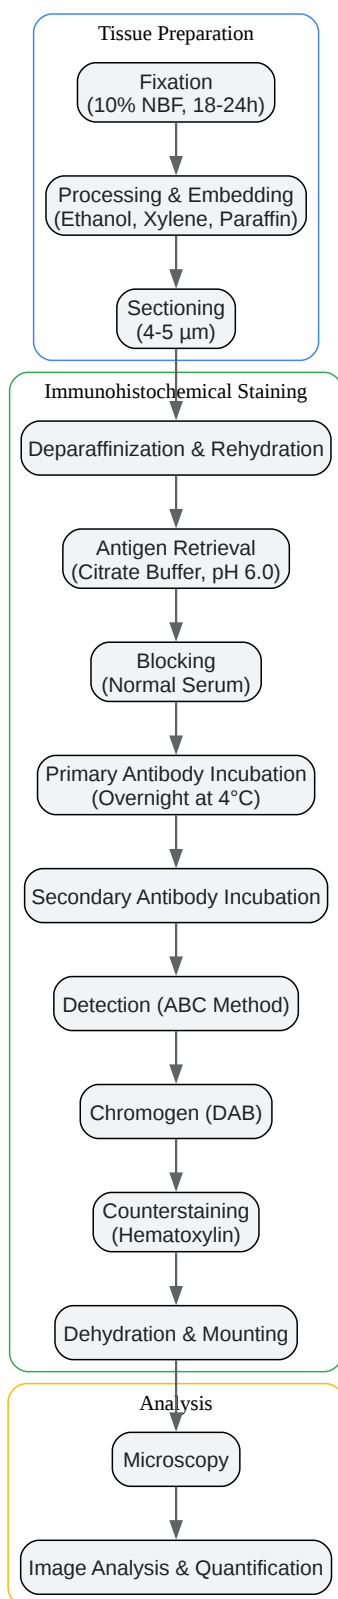 Tissue Preparation
Fixation
(10% NBF, 18-24h)
Processing & Embedding
(Ethanol, Xylene, Paraffin)
Sectioning
(4-5 µm)
Immunohistochemical Staining
Deparaffinization & Rehydration
Antigen Retrieval
(Citrate Buffer, pH 6.0)
Blocking
(Normal Serum)
Primary Antibody Incubation
(Overnight at 4°C)
Secondary Antibody Incubation
Detection (ABC Method)
Chromogen (DAB)
Counterstaining
(Hematoxylin)
Dehydration & Mounting
Analysis
Microscopy
Image Analysis & Quantification